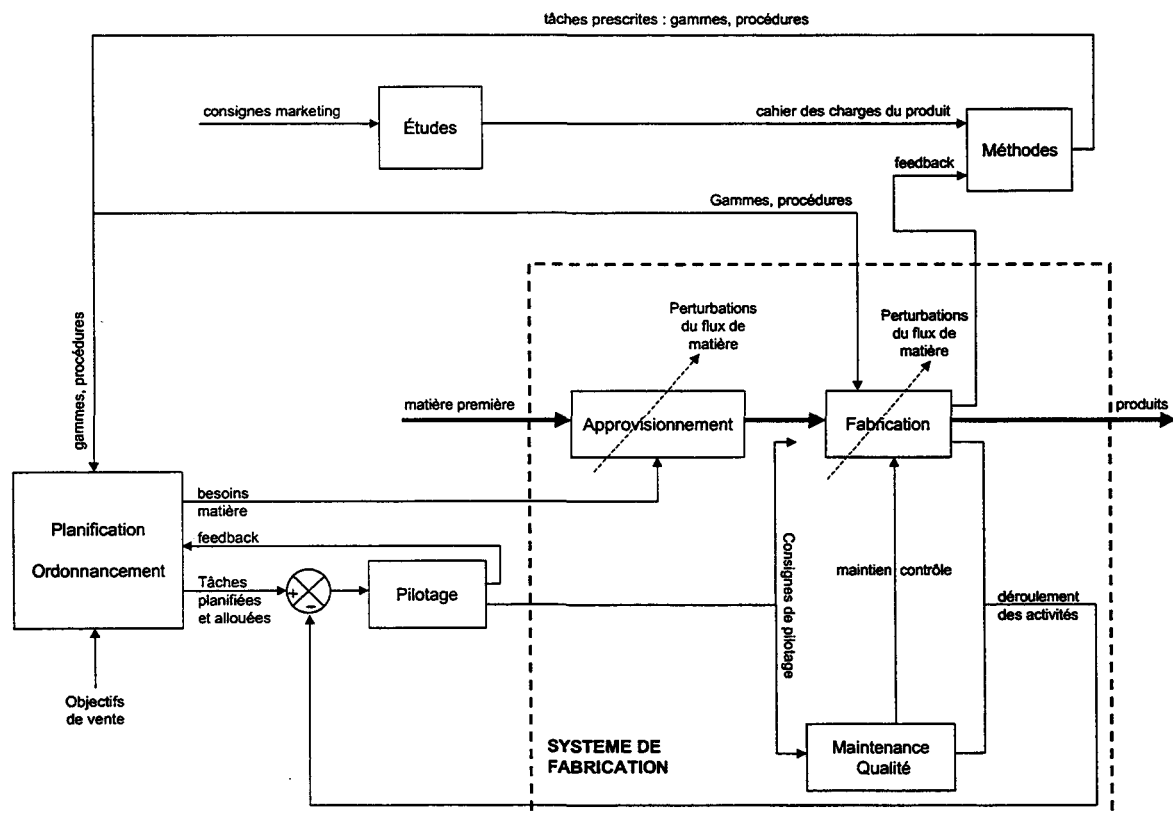 tâches prescrites : gammes, procédures
consignes marketing
Études
cahier des charges du produit
Méthodes
feedback
Gammes, procédures
gammes, procédures
Perturbations
du flux de
matière
Perturbations
du flux de
matière
matière première
Approvisionnement
Fabrication
produits
Planification
Ordonnancement
besoins
matière
feedback
Tâches
planifiées
et allouées
+
-
Pilotage
Consignes de pilotage
maintien contrôle
déroulement
des activités
Objectifs
de vente
SYSTEME DE
FABRICATION
Maintenance
Qualité